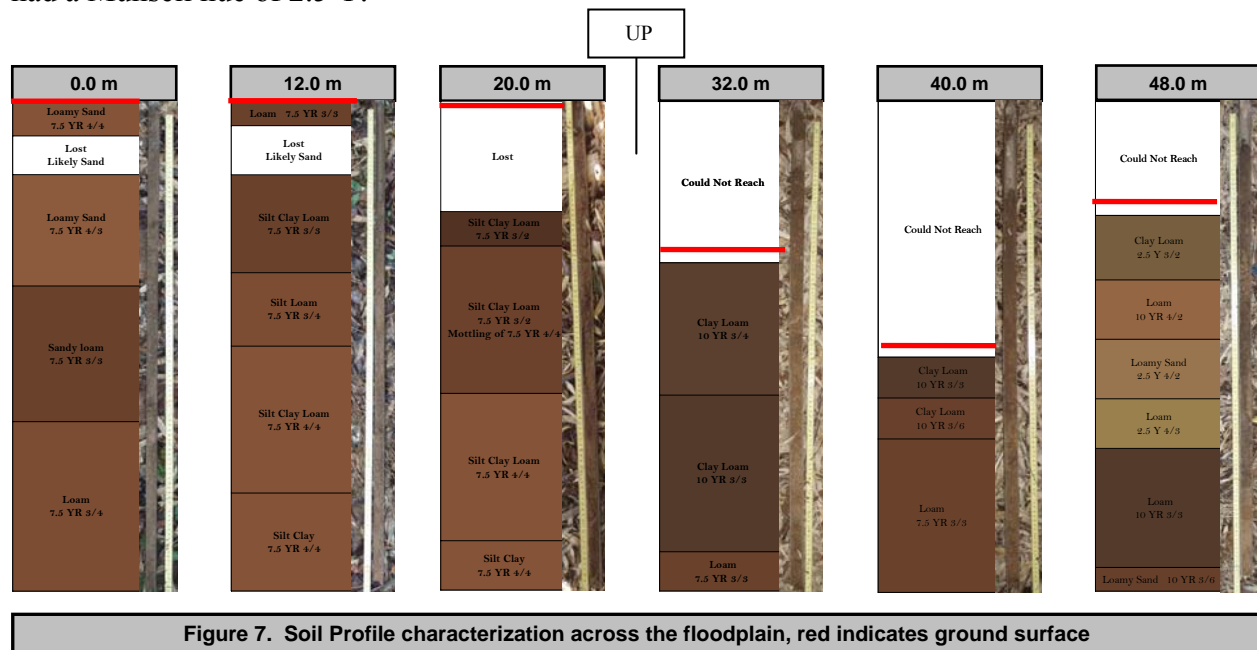 had a Munsell hue of 2.5 Y.
UP
0.0 m
Loamy Sand
7.5 YR 4/4
Lost
Likely Sand
Loamy Sand
7.5 YR 4/3
Sandy loam
7.5 YR 3/3
Loam
7.5 YR 3/4
12.0 m
Loam 7.5 YR 3/3
Lost
Likely Sand
Silt Clay Loam
7.5 YR 3/3
Silt Loam
7.5 YR 3/4
Silt Clay Loam
7.5 YR 4/4
Silt Clay
7.5 YR 4/4
20.0 m
Lost
Silt Clay Loam
7.5 YR 3/2
Silt Clay Loam
7.5 YR 3/2
Mottling of 7.5 YR 4/4
Silt Clay Loam
7.5 YR 4/4
Silt Clay
7.5 YR 4/4
32.0 m
Could Not Reach
Clay Loam
10 YR 3/4
Clay Loam
10 YR 3/3
Loam
7.5 YR 3/3
40.0 m
Could Not Reach
Clay Loam
10 YR 3/3
Clay Loam
10 YR 3/6
Loam
7.5 YR 3/3
48.0 m
Could Not Reach
Clay Loam
2.5 Y 3/2
Loam
10 YR 4/2
Loamy Sand
2.5 Y 4/2
Loam
2.5 Y 4/3
Loam
10 YR 3/3
Loamy Sand 10 YR 3/6
Figure 7. Soil Profile characterization across the floodplain, red indicates ground surface